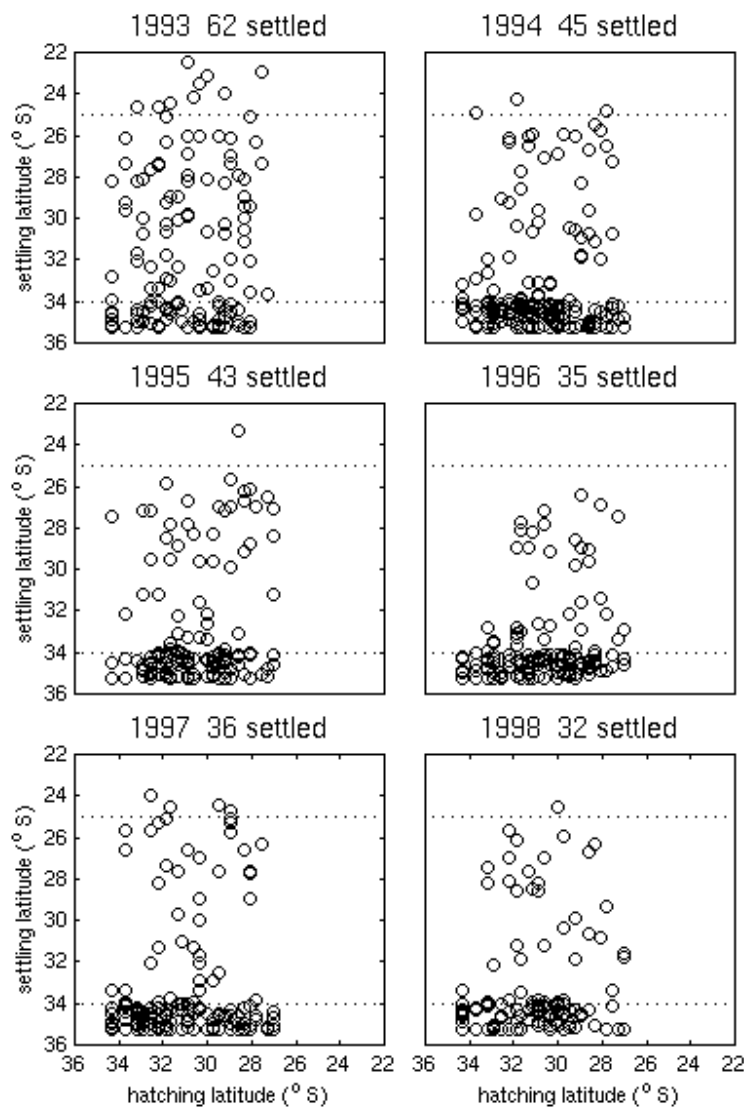 1993 62 settled
1994 45 settled
22
24
26
28
30
32
34
36
settling latitude (° S)
1995 43 settled
1996 35 settled
22
24
26
28
30
32
34
36
settling latitude (° S)
1997 36 settled
1998 32 settled
22
24
26
28
30
32
34
36
settling latitude (° S)
36 34 32 30 28 26 24 22
36 34 32 30 28 26 24 22
hatching latitude (° S)
hatching latitude (° S)